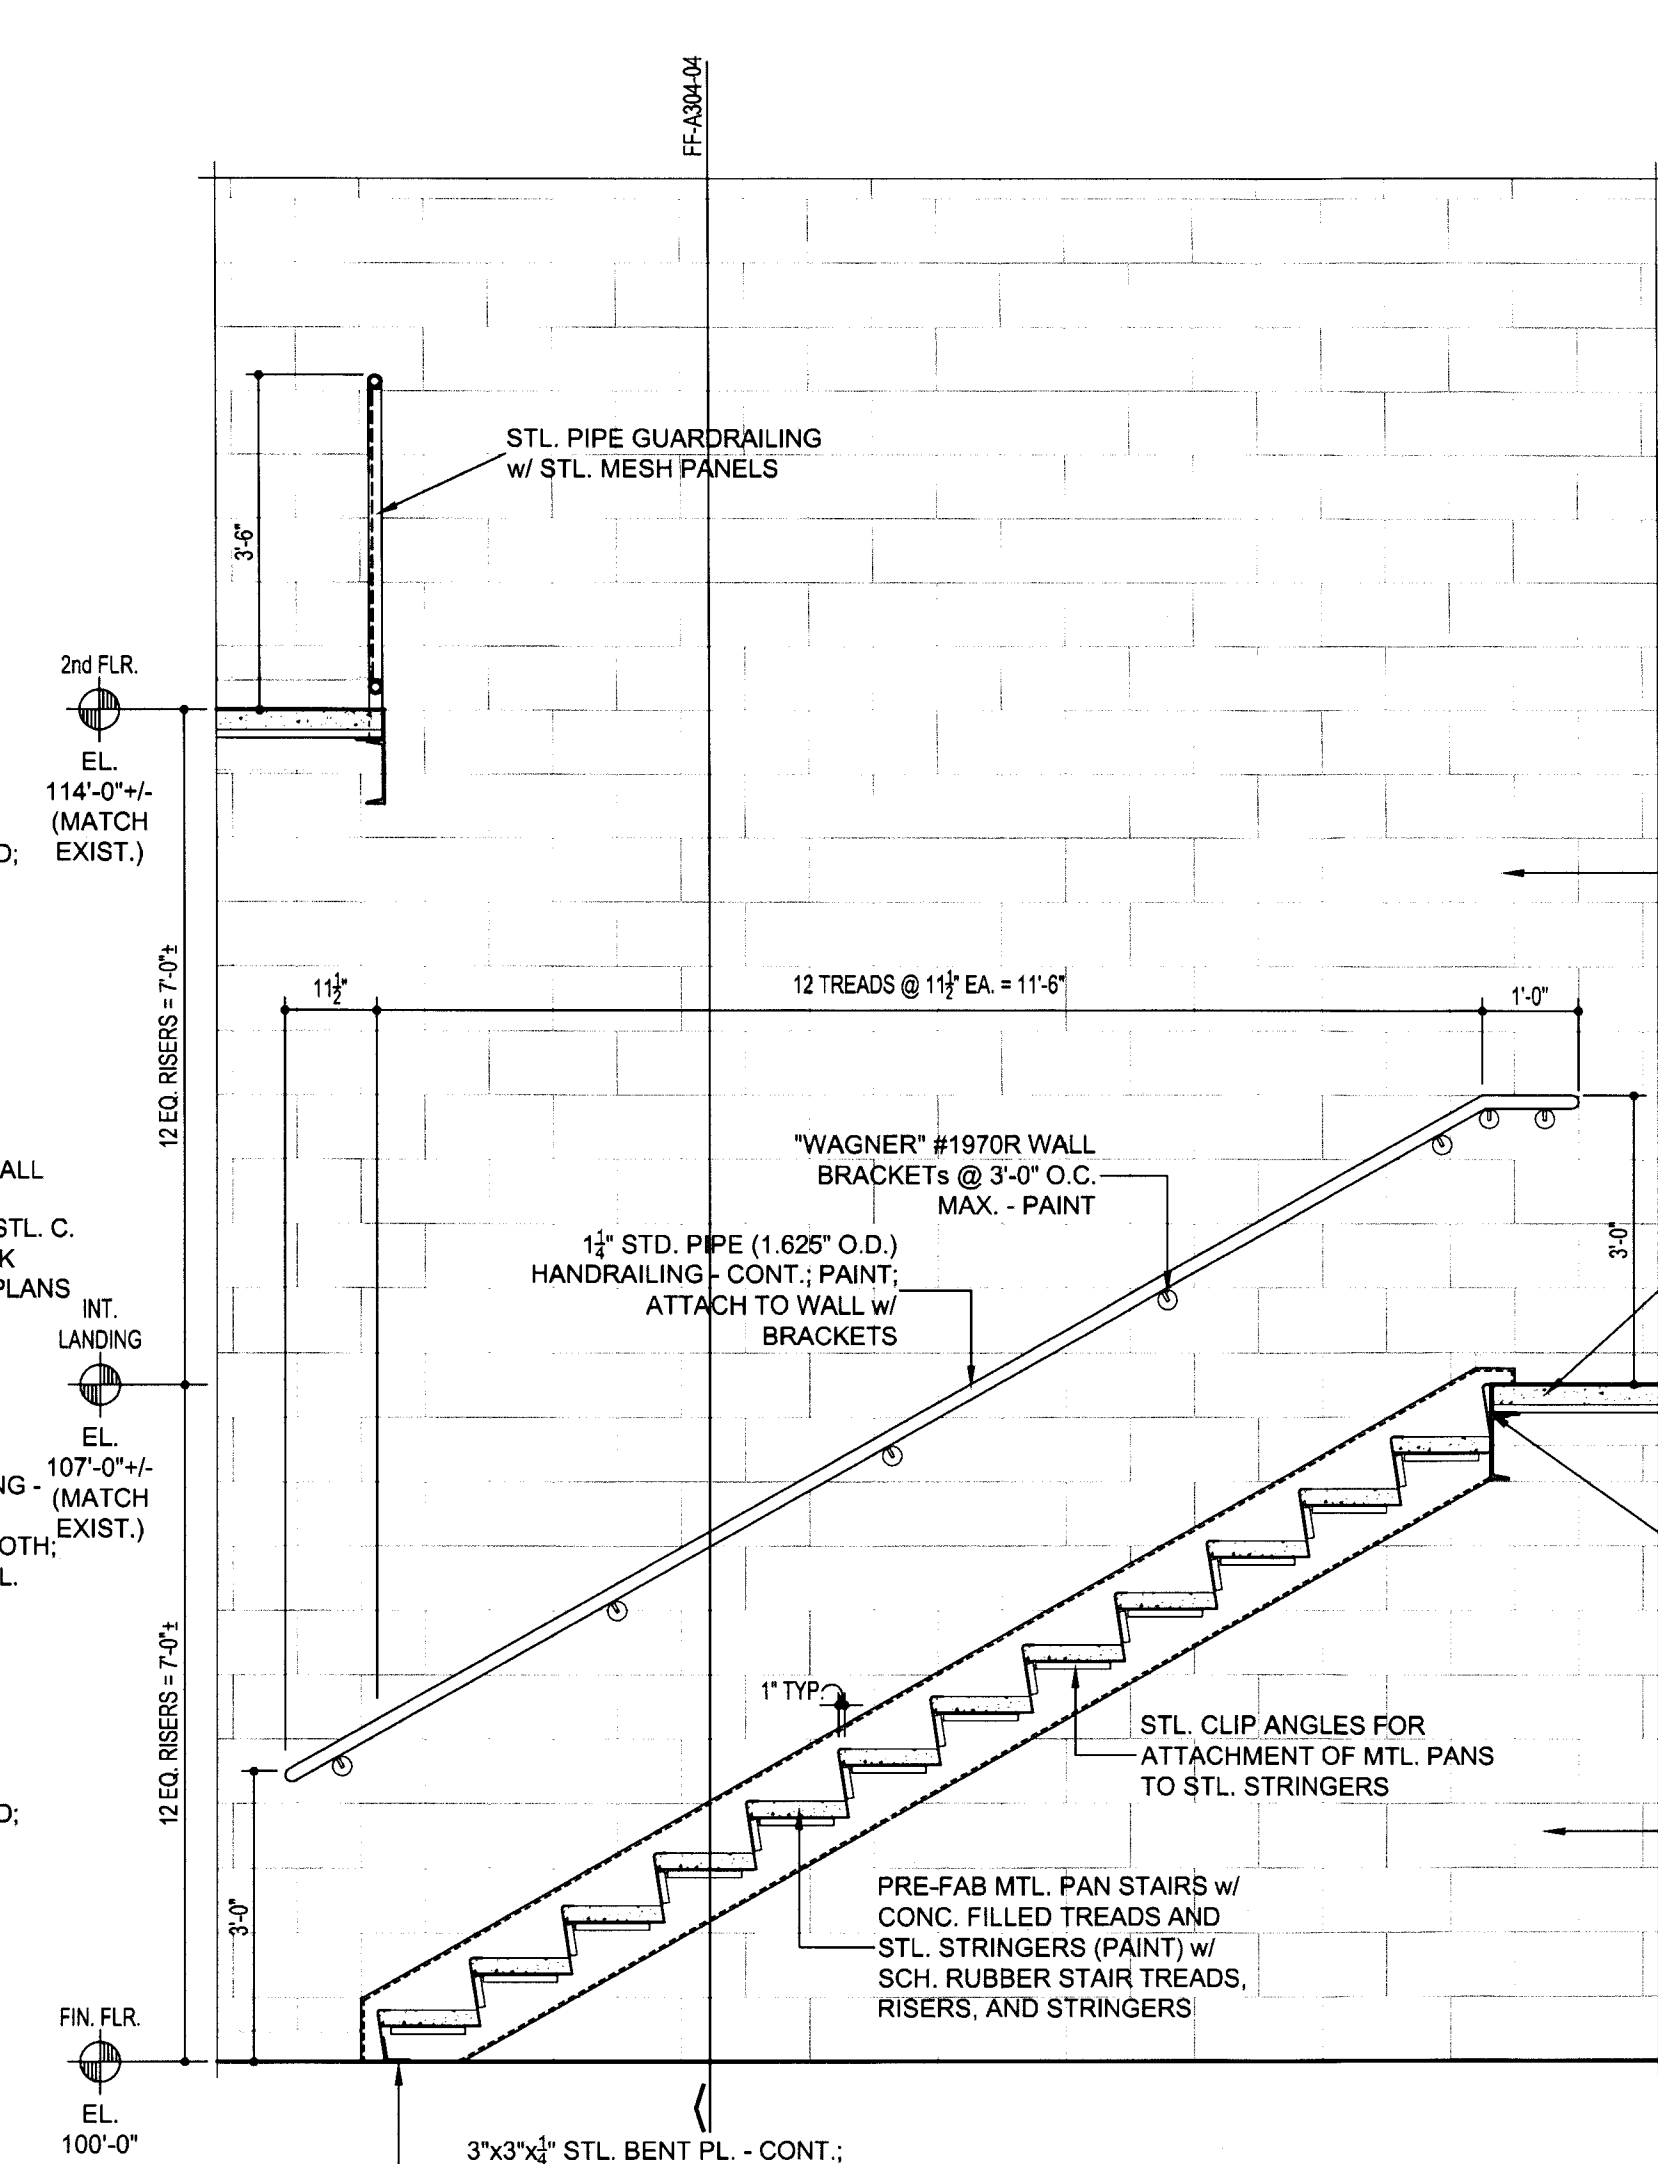 FF-A304-04
STL. PIPE GUARDRAILING
w/ STL. MESH PANELS
3'-6"
2nd FLR.
EL.
114'-0"+/-
(MATCH
EXIST.)
D;
12 EQ. RISERS = 7'-0"±
11½"
12 TREADS @ 11½" EA. = 11'-6"
1'-0"
"WAGNER" #1970R WALL
BRACKETs @ 3'-0" O.C.
MAX. - PAINT
1¼" STD. PIPE (1.625" O.D.)
HANDRAILING - CONT.; PAINT;
ATTACH TO WALL w/
BRACKETS
3'-0"
ALL
STL. C.
K
PLANS
INT.
LANDING
EL.
107'-0"+/-
(MATCH
EXIST.)
NG -
OTH;
L.
12 EQ. RISERS = 7'-0"±
1" TYP.
STL. CLIP ANGLES FOR
ATTACHMENT OF MTL. PANS
TO STL. STRINGERS
D;
3'-0"
PRE-FAB MTL. PAN STAIRS w/
CONC. FILLED TREADS AND
STL. STRINGERS (PAINT) w/
SCH. RUBBER STAIR TREADS,
RISERS, AND STRINGERS
FIN. FLR.
EL.
100'-0"
3"x3"x¼" STL. BENT PL. - CONT.;